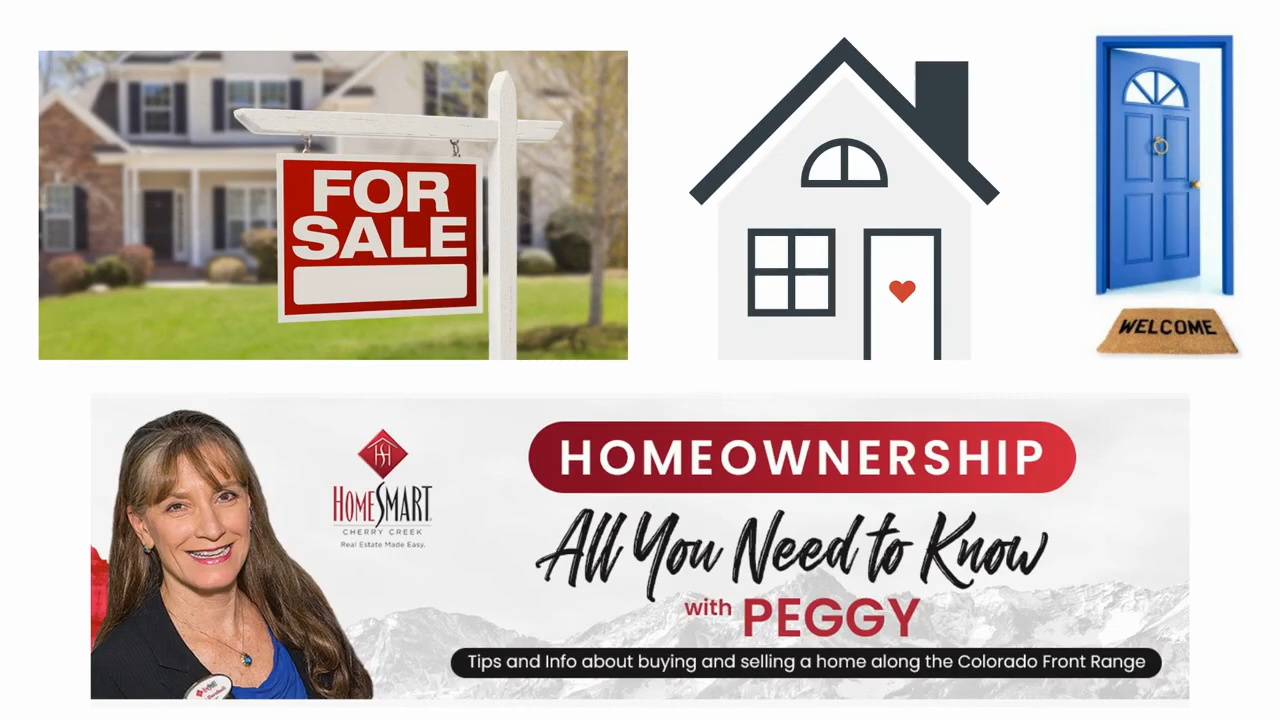 FOR
SALE
WELCOME
HOMESMART
CHERRY CREEK
Real Estate Made Easy.
HOMEOWNERSHIP
All You Need to Know
with PEGGY
Tips and Info about buying and selling a home along the Colorado Front Range